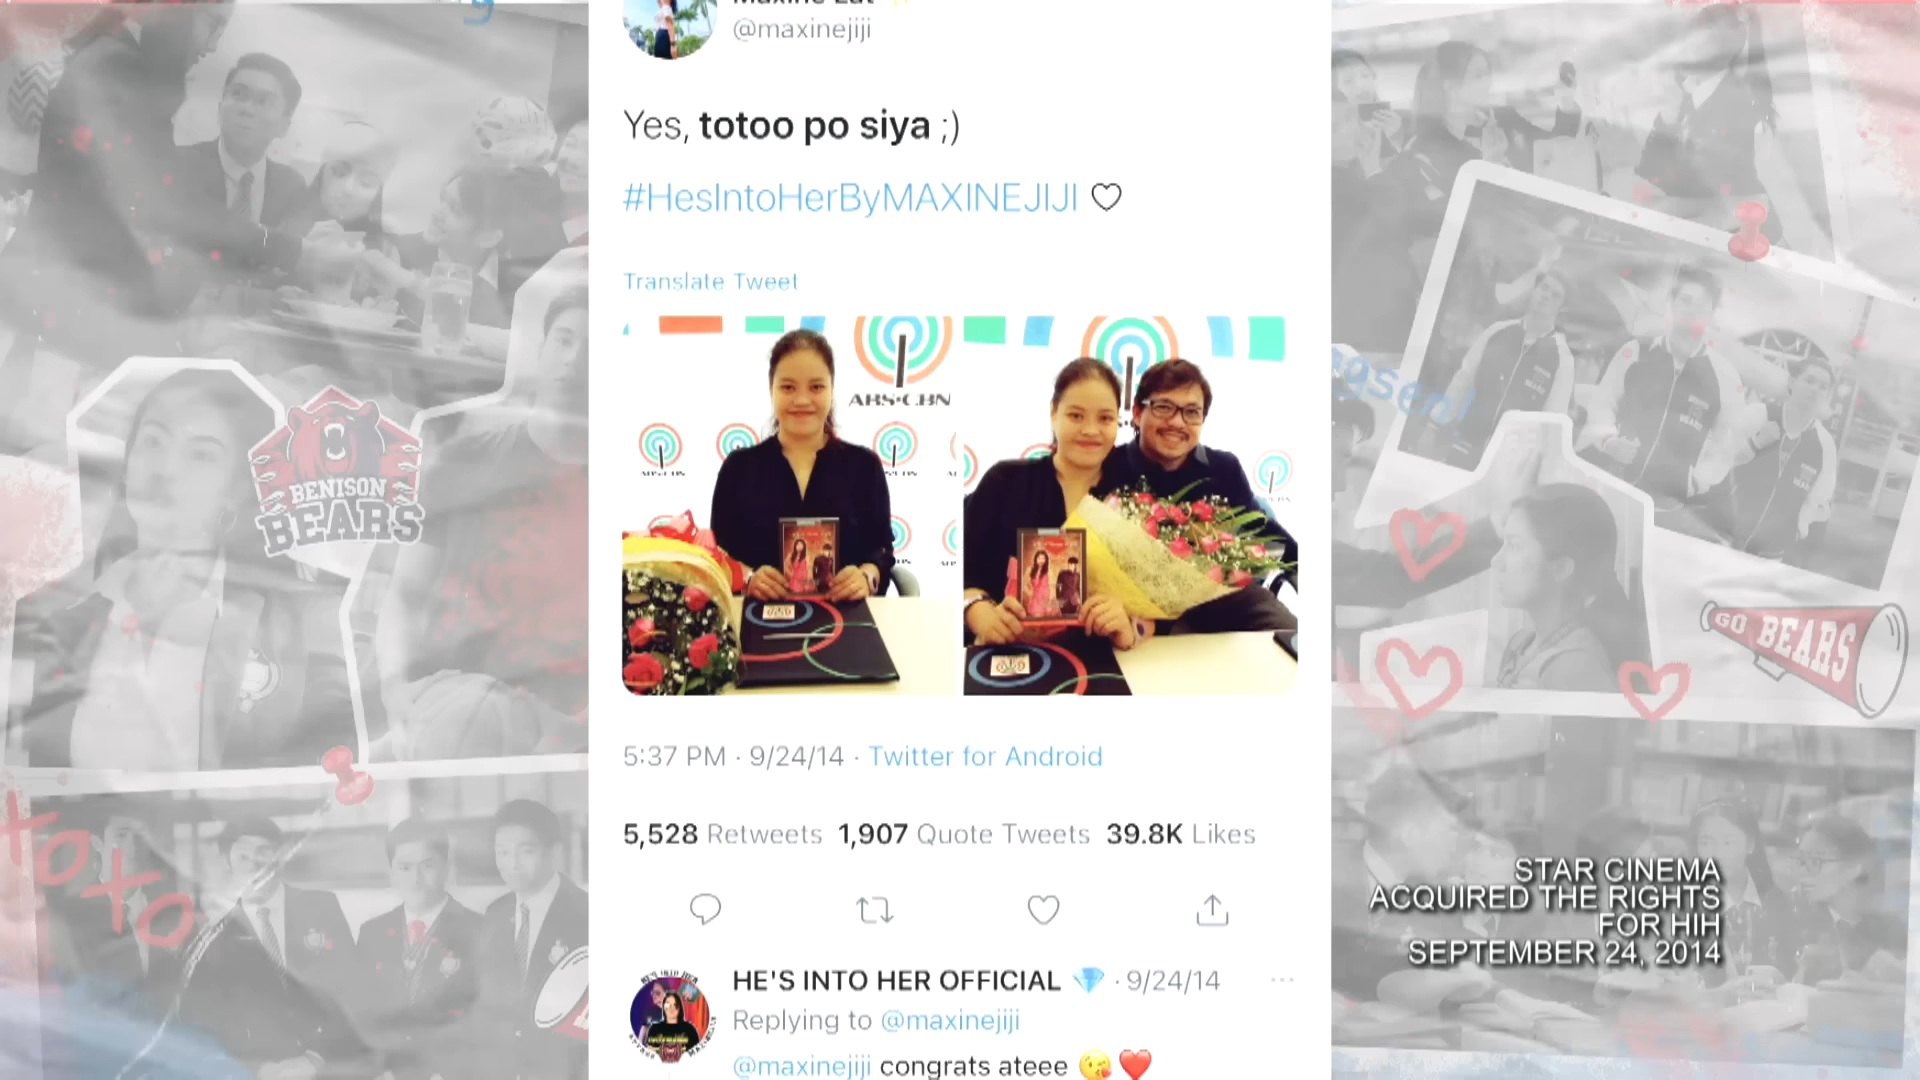 @maxinejiji
Yes, totoo po siya ;)
#HesIntoHerByMAXINEJIJI ♡
Translate Tweet
ABS-CBN
5:37 PM · 9/24/14 · Twitter for Android
5,528 Retweets 1,907 Quote Tweets 39.8K Likes
HE'S INTO HER OFFICIAL 💎 · 9/24/14 ...
Replying to @maxinejiji
@maxinejiji congrats ateee 😘 ❤️
BENISON
BEARS
GO BEARS
STAR CINEMA
ACQUIRED THE RIGHTS
FOR HIH
SEPTEMBER 24, 2014